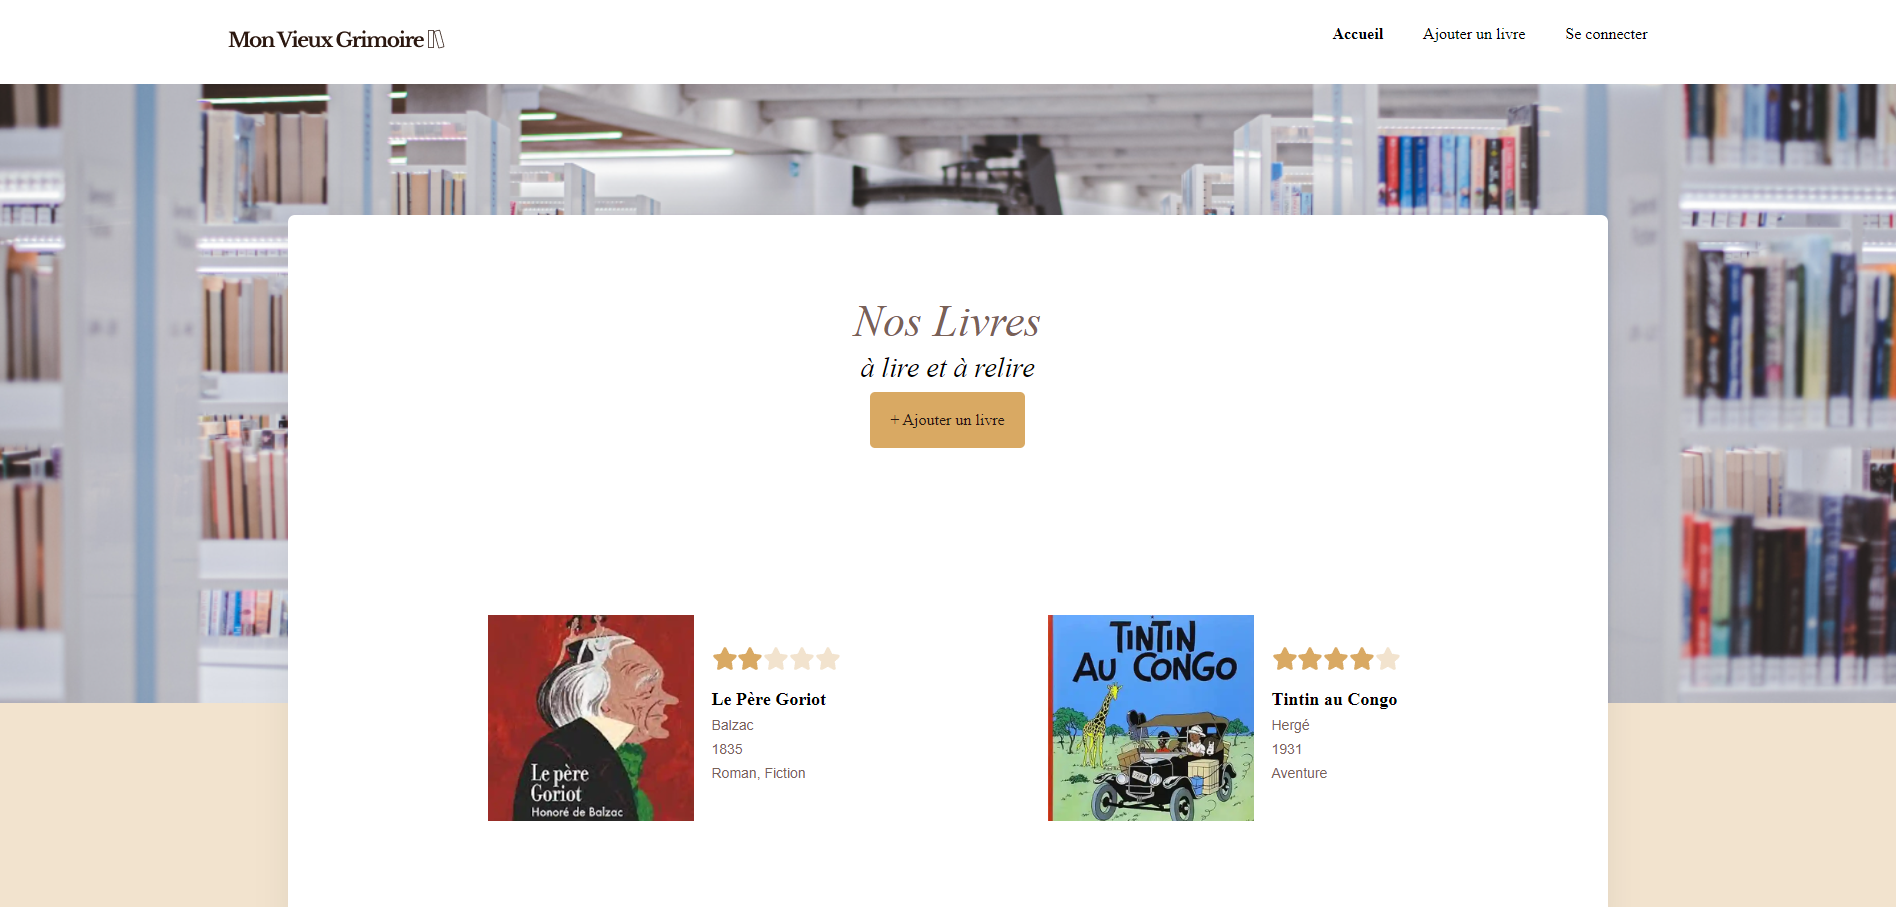 Mon Vieux Grimoire
Accueil
Ajouter un livre
Se connecter
Nos Livres
à lire et à relire
+ Ajouter un livre
Le père
Goriot
Honoré de Balzac
Le Père Goriot
Balzac
1835
Roman, Fiction
TINTIN
AU CONGO
Tintin au Congo
Hergé
1931
Aventure